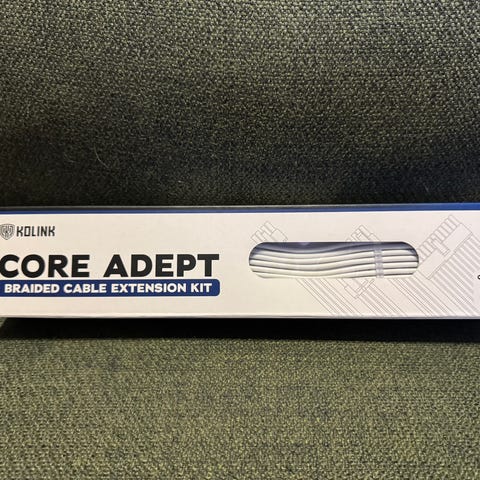 KOLINK
CORE ADEPT
BRAIDED CABLE EXTENSION KIT